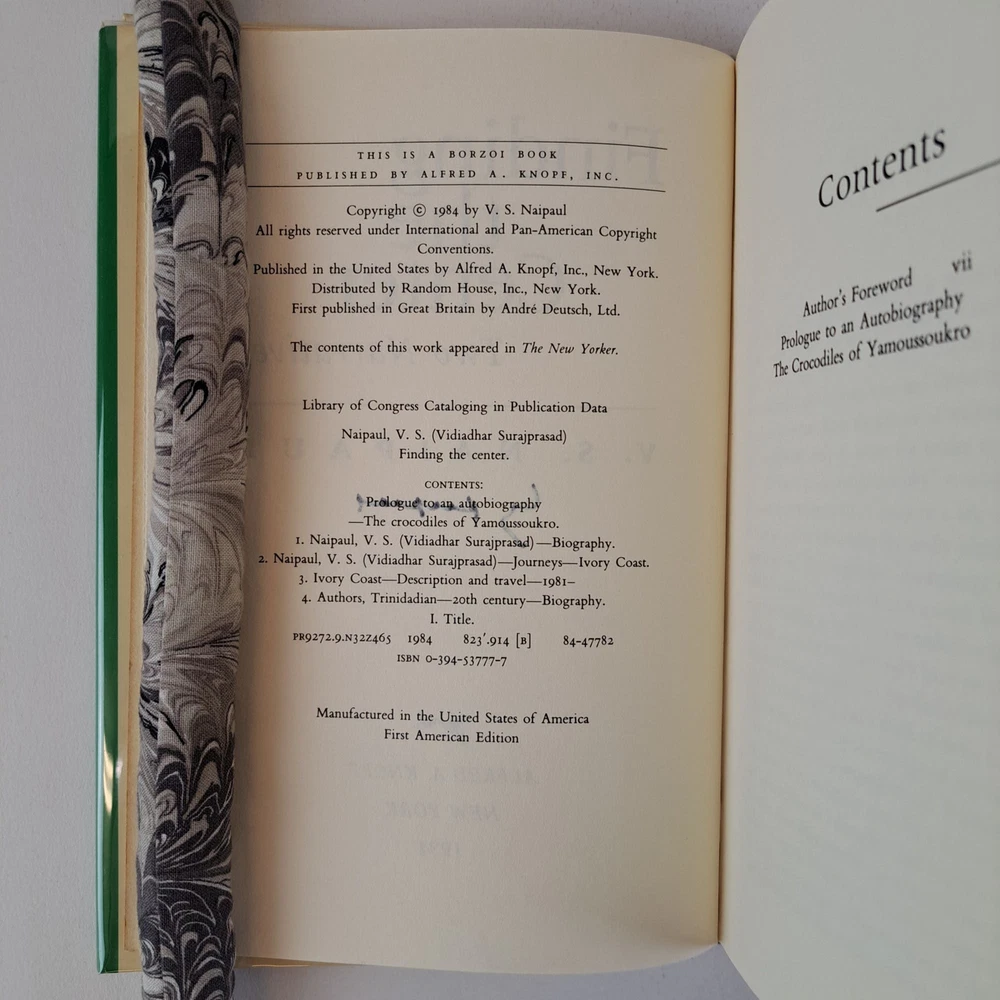 THIS IS A BORZOI BOOK
PUBLISHED BY ALFRED A. KNOPF, INC.
Copyright © 1984 by V. S. Naipaul
All rights reserved under International and Pan-American Copyright
Conventions.
Published in the United States by Alfred A. Knopf, Inc., New York.
Distributed by Random House, Inc., New York.
First published in Great Britain by André Deutsch, Ltd.
The contents of this work appeared in The New Yorker.
Library of Congress Cataloging in Publication Data
Naipaul, V. S. (Vidiadhar Surajprasad)
Finding the center.
CONTENTS:
Prologue to an autobiography
—The crocodiles of Yamoussoukro.
1. Naipaul, V. S. (Vidiadhar Surajprasad)—Biography.
2. Naipaul, V. S. (Vidiadhar Surajprasad)—Journeys—Ivory Coast.
3. Ivory Coast—Description and travel—1981–
4. Authors, Trinidadian—20th century—Biography.
I. Title.
PR9272.9.N32Z465 1984 823'.914 [B] 84-47782
ISBN 0-394-53777-7
Manufactured in the United States of America
First American Edition
Contents
Author's Foreword vii
Prologue to an Autobiography
The Crocodiles of Yamoussoukro